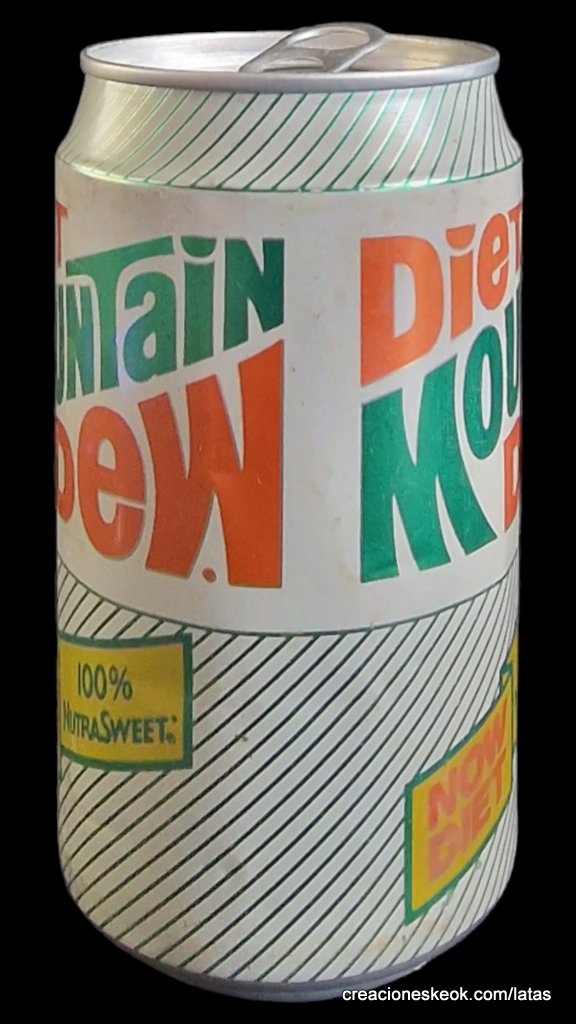 T
UNTaiN
DeW.
DieT
MOU
D
100%
NUTRASWEET®
NOW
DIET
creacioneskeok.com/latas